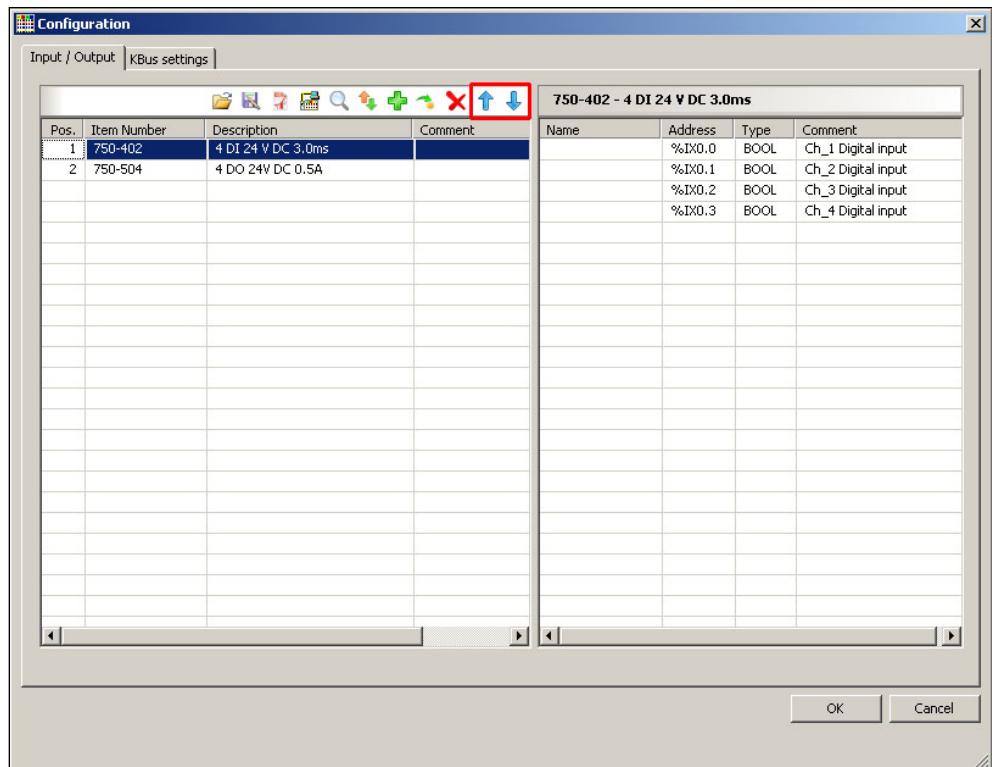 Configuration
Input / Output KBus settings
750-402 - 4 DI 24 V DC 3.0ms
Pos. Item Number Description Comment Name Address Type Comment
1 750-402 4 DI 24 V DC 3.0ms %IX0.0 BOOL Ch_1 Digital input
2 750-504 4 DO 24V DC 0.5A %IX0.1 BOOL Ch_2 Digital input
%IX0.2 BOOL Ch_3 Digital input
%IX0.3 BOOL Ch_4 Digital input
OK Cancel